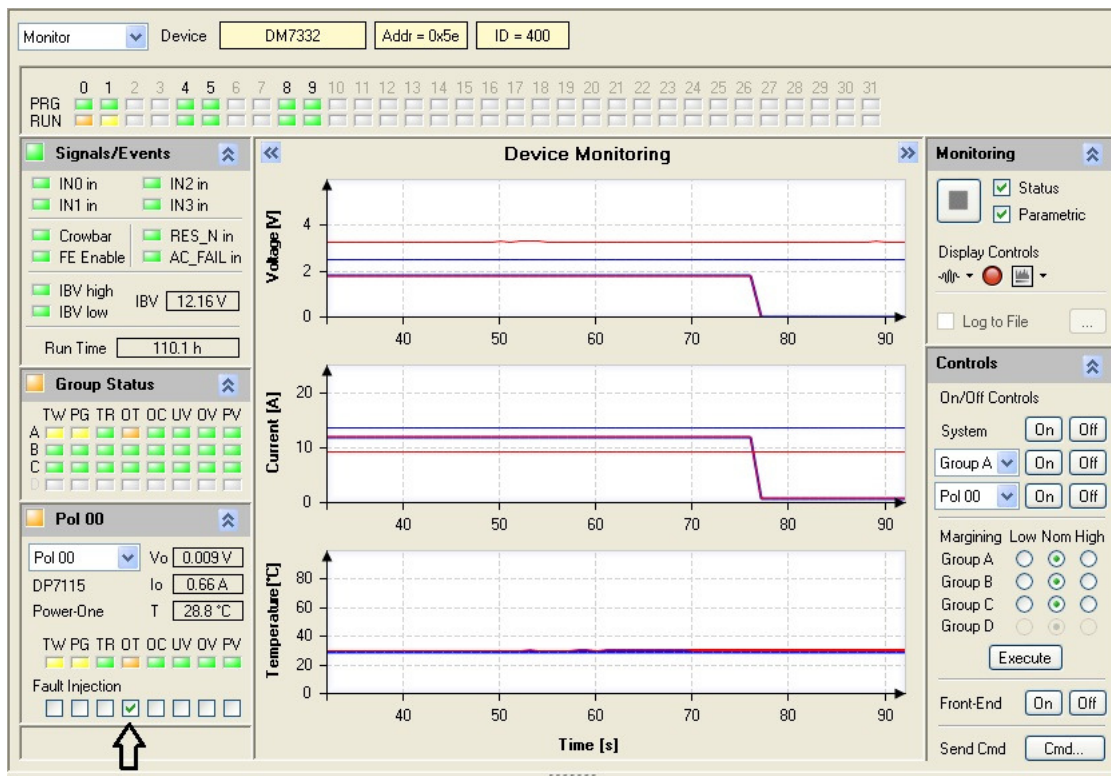 Monitor Device DM7332 Addr = 0x5e ID = 400
0 1 2 3 4 5 6 7 8 9 10 11 12 13 14 15 16 17 18 19 20 21 22 23 24 25 26 27 28 29 30 31
PRG
RUN
Signals/Events
IN0 in IN2 in
IN1 in IN3 in
Crowbar RES_N in
FE Enable AC_FAIL in
IBV high
IBV low
IBV 12.16 V
Run Time 110.1 h
Group Status
TW PG TR OT OC UV OV PV
A
B
C
D
Pol 00
Pol 00 Vo 0.009 V
DP7115 Io 0.66 A
Power-One T 28.8 °C
TW PG TR OT OC UV OV PV
Fault Injection
Device Monitoring
Voltage [V]
4
2
0
40 50 60 70 80 90
Current [A]
20
10
0
40 50 60 70 80 90
Temperature [°C]
80
60
40
20
0
40 50 60 70 80 90
Time [s]
Monitoring
Status
Parametric
Display Controls
Log to File ...
Controls
On/Off Controls
System On Off
Group A On Off
Pol 00 On Off
Margining Low Nom High
Group A
Group B
Group C
Group D
Execute
Front-End On Off
Send Cmd Cmd...